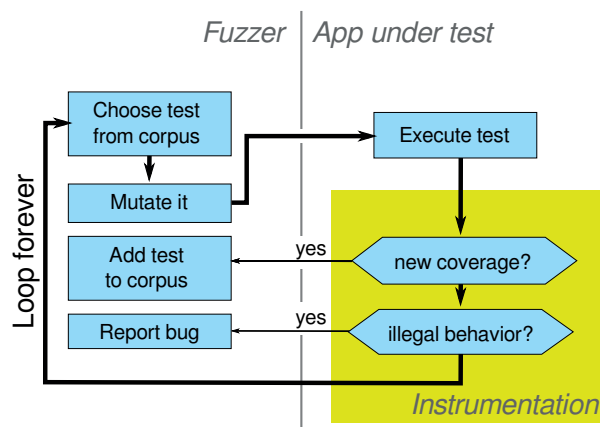 Fuzzer
App under test
Choose test
from corpus
Execute test
Mutate it
Loop forever
Add test
to corpus
yes
new coverage?
Report bug
yes
illegal behavior?
Instrumentation